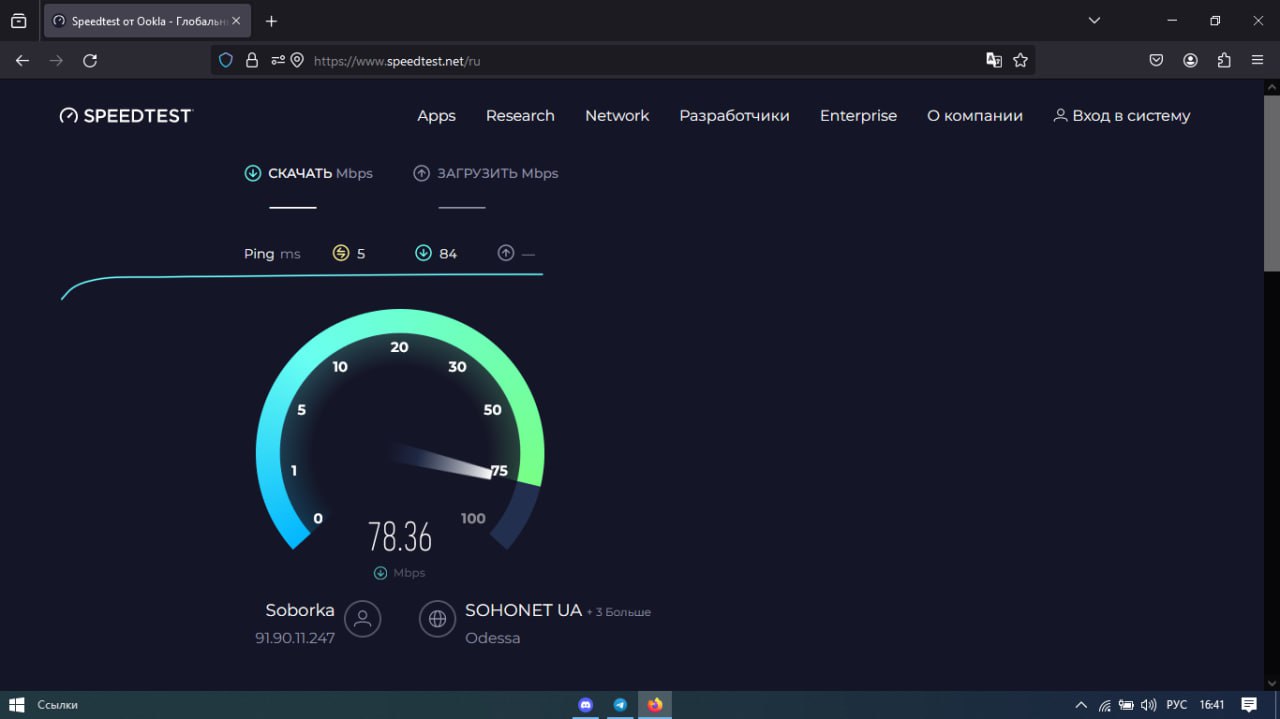 Speedtest от Ookla - Глобальн
https://www.speedtest.net/ru
SPEEDTEST
Apps Research Network Разработчики Enterprise О компании Вход в систему
СКАЧАТЬ Mbps ЗАГРУЗИТЬ Mbps
Ping ms 5 84 —
20
10 30
5 50
1 75
0 100
78.36
Mbps
Soborka SOHONET UA + 3 Больше
91.90.11.247 Odessa
Ссылки РУС 16:41